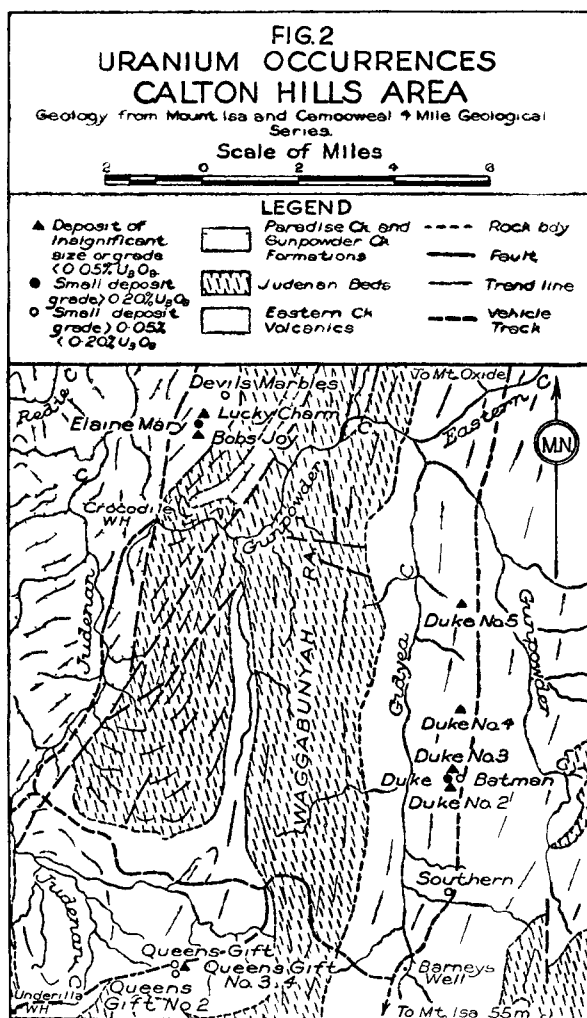 FIG.2
URANIUM OCCURRENCES
CALTON HILLS AREA
Geology from Mount Isa and Camooweal 4 Mile Geological
Series.
Scale of Miles
2 0 2 4 6
LEGEND
Deposit of
insignificant
size or grade
<0.05% U3O8
Small deposit
grade>0.20% U3O8
Small deposit
grade>0.05%
<0.20% U3O8
Paradise Ck and
Gunpowder Ck
Formations
Judenan Beds
Eastern Ck
Volcanics
Rock bdy
Fault
Trend line
Vehicle
Track
Devils Marbles
To Mt. Oxide
Redie C
Lucky Charm
Elaine Mary
Bobs Joy
Eastern C
M.N.
C
Crocodile
WH
Gunpowder C
Judenan
WAGGABUNYAH RA
C
Gulyea
Duke No.5
Gunpowder
Duke No.4
Duke No.3
Duke Batman
Duke No.2
Southern
Judenan C
Queens Gift
Queens Gift
No. 3,4
Queens
Gift No 2
Underilla
WH
Barneys
Well
To Mt Isa 55m